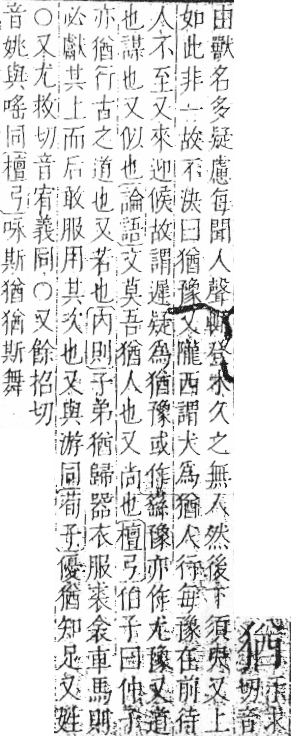 猶于求切音
由獸名多疑慮每聞人聲輒登木久之無人然後下須臾又上
如此非一故不決曰猶豫又隴西謂犬為猶人行每豫在前待
人不至又來迎候故謂遲疑為猶豫或作豫亦作尤豫又道
也謀也又似也論語文莫吾猶人也又尚也檀弓伯子曰仲子
亦猶行古之道也又若也內則子弟猶歸器衣服裘衾車馬則
必獻其上而后敢服用其次也又與游同荀子優猶知足又姓
○又尤救切音宥義同○又餘招切
音姚與嗂同檀弓咏斯猶猶斯舞